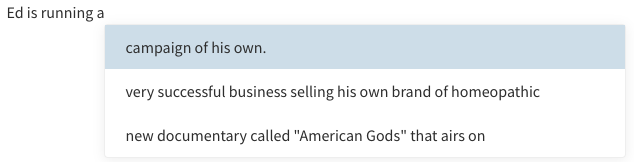 Ed is running a
campaign of his own.
very successful business selling his own brand of homeopathic
new documentary called "American Gods" that airs on